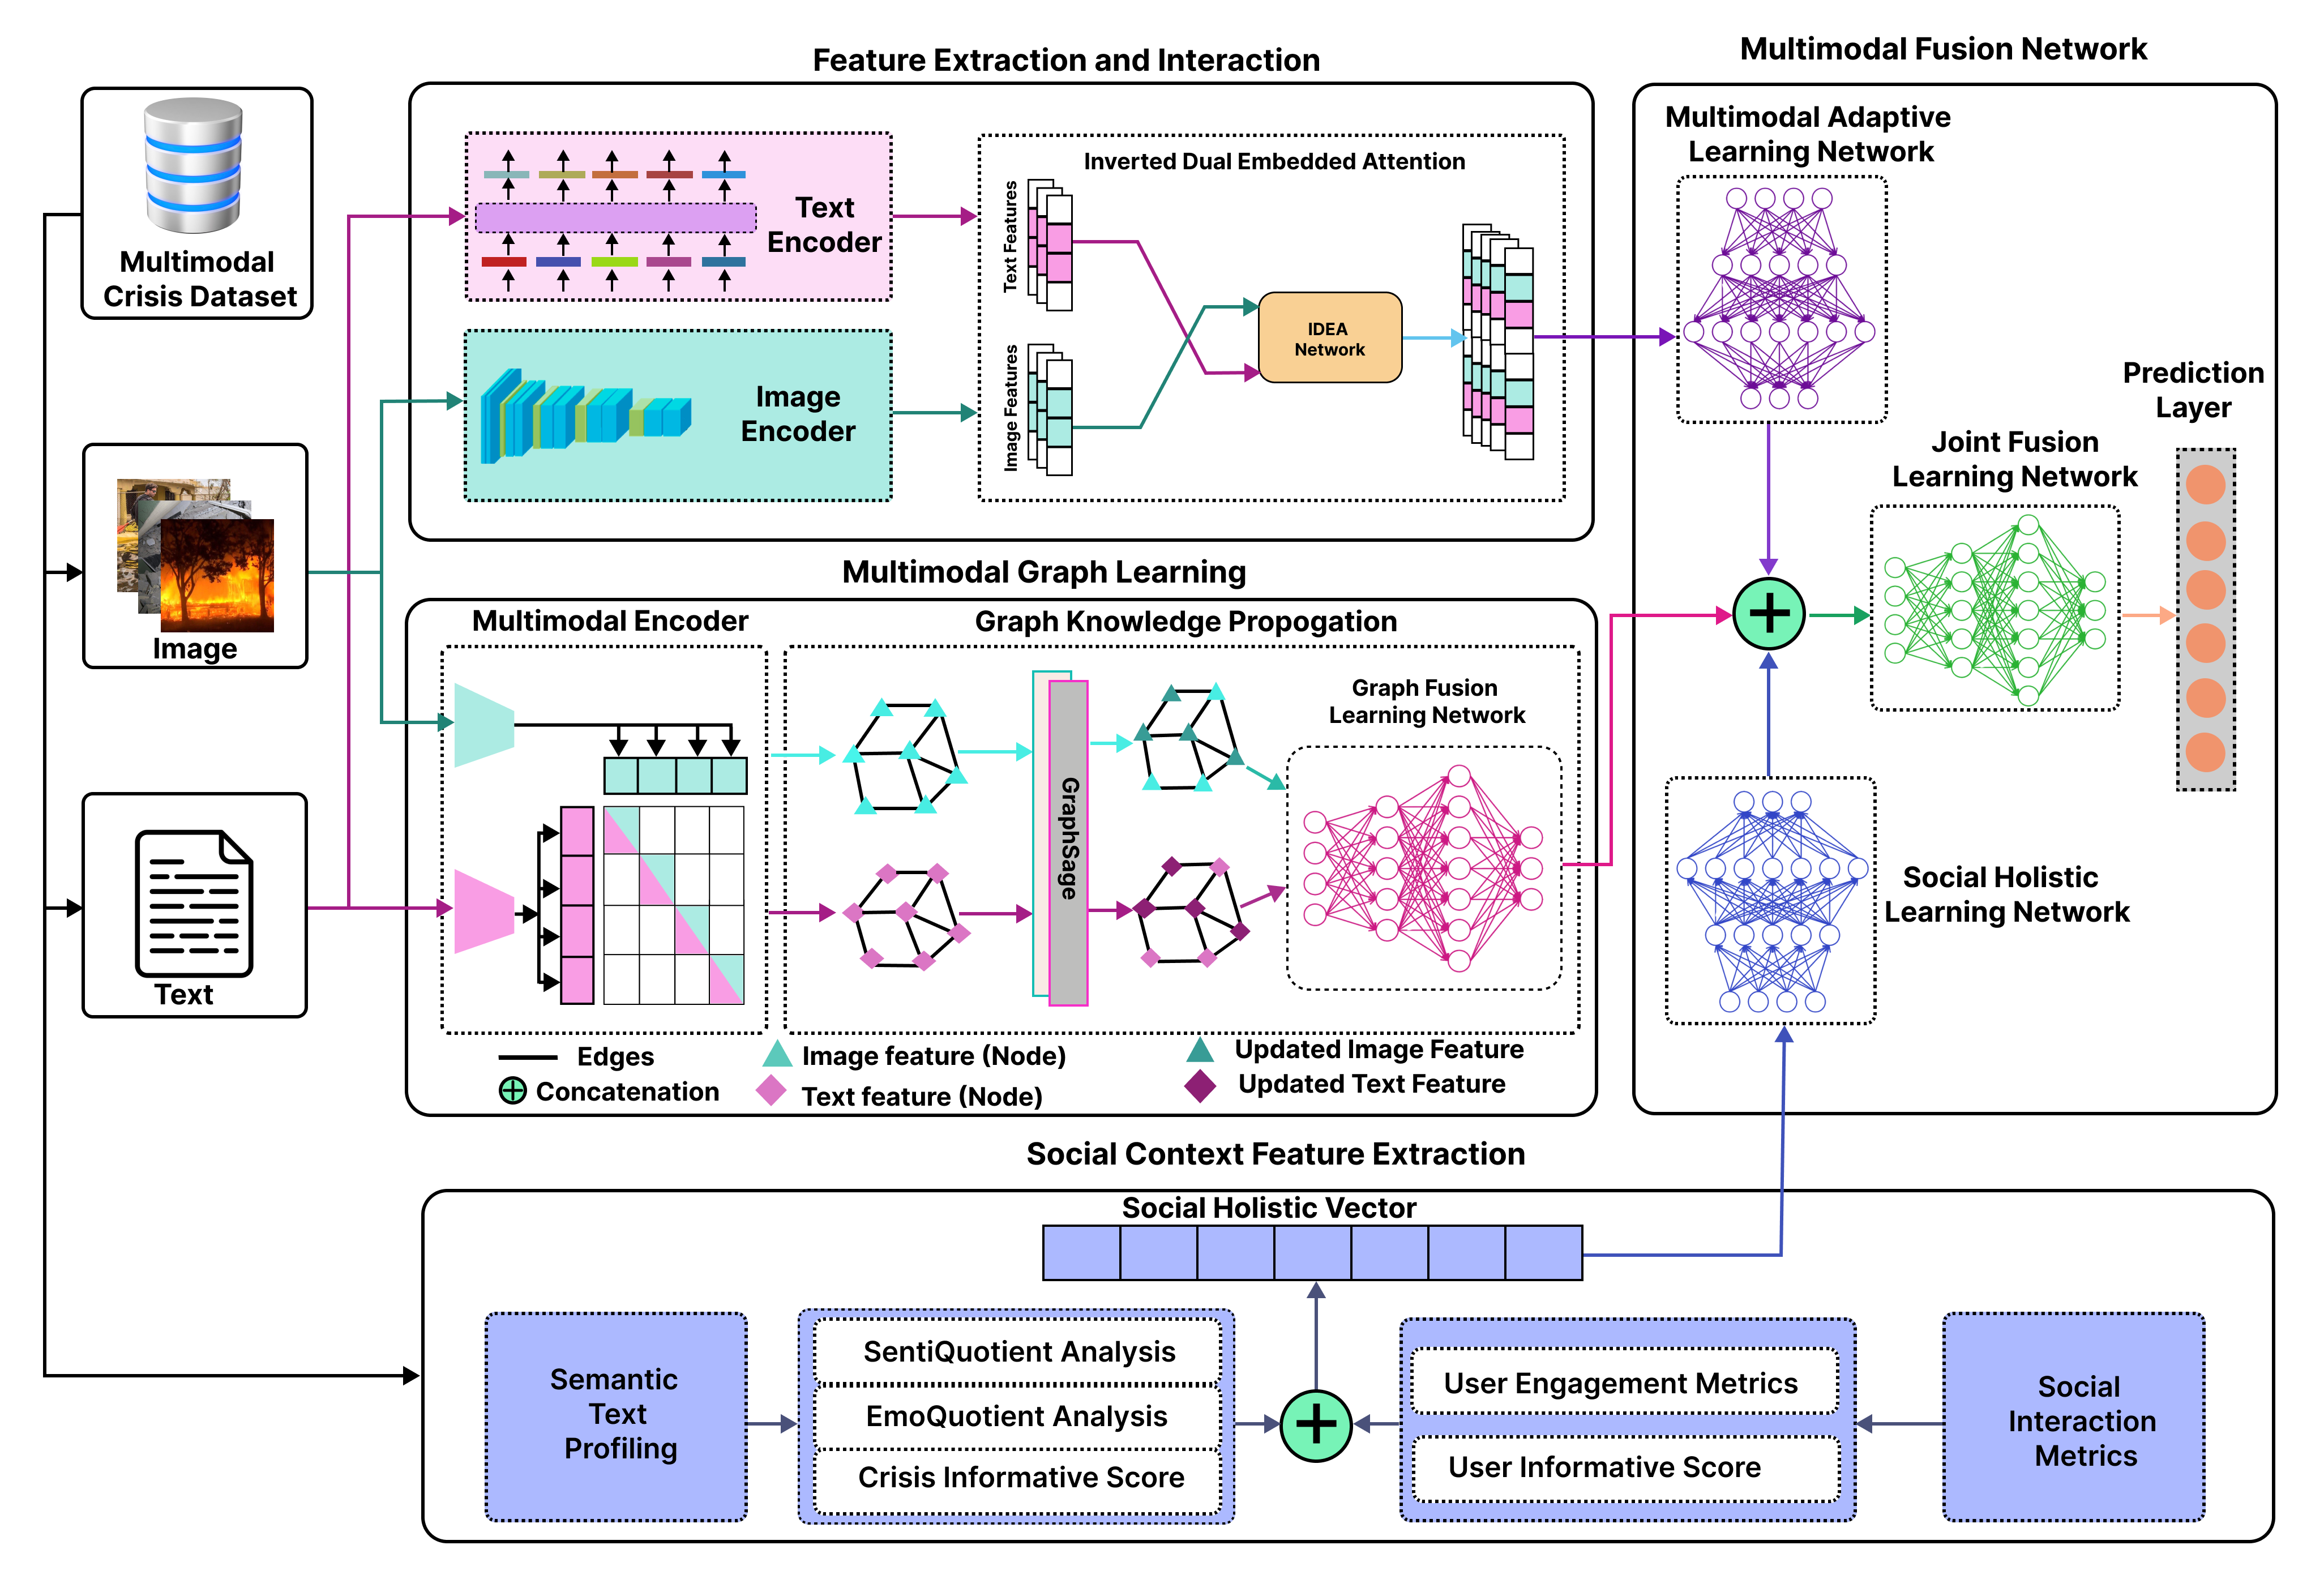 Feature Extraction and Interaction
Multimodal Fusion Network
Multimodal
Crisis Dataset
Text
Encoder
Image
Encoder
Inverted Dual Embedded Attention
Text Features
Image Features
IDEA
Network
Multimodal Adaptive
Learning Network
Prediction
Layer
Joint Fusion
Learning Network
Image
Multimodal Graph Learning
Multimodal Encoder
Graph Knowledge Propogation
GraphSage
Graph Fusion
Learning Network
Text
Social Holistic
Learning Network
Edges
Image feature (Node)
Updated Image Feature
Concatenation
Text feature (Node)
Updated Text Feature
Social Context Feature Extraction
Social Holistic Vector
Semantic
Text
Profiling
SentiQuotient Analysis
EmoQuotient Analysis
Crisis Informative Score
User Engagement Metrics
User Informative Score
Social
Interaction
Metrics